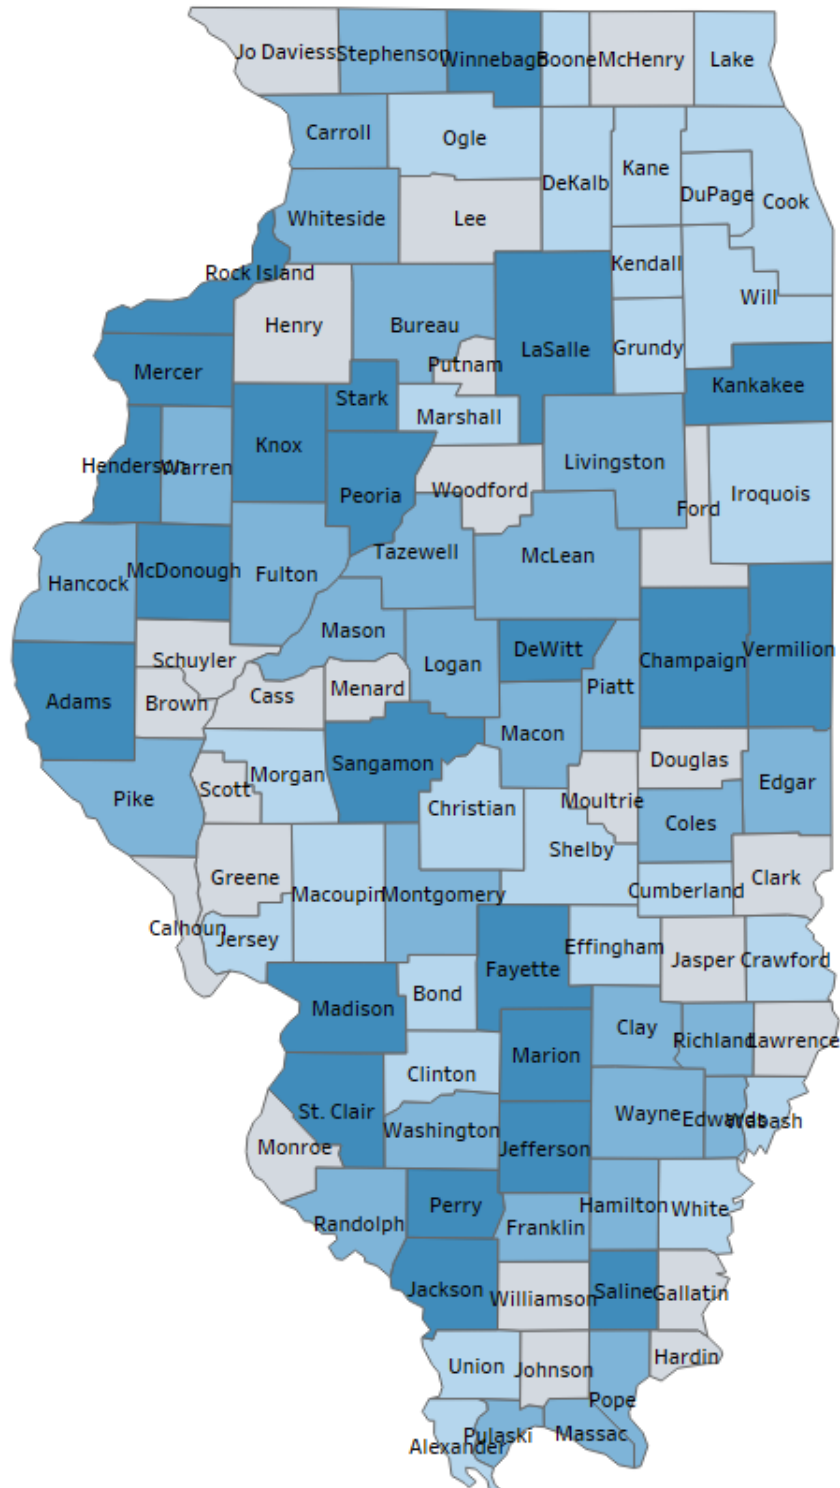 Jo Daviess
Stephenson
Winnebago
Boone
McHenry
Lake
Carroll
Ogle
DeKalb
Kane
DuPage
Cook
Whiteside
Lee
Kendall
Rock Island
Henry
Bureau
LaSalle
Grundy
Will
Mercer
Putnam
Kankakee
Stark
Marshall
Knox
Henderson
Warren
Peoria
Woodford
Livingston
Ford
Iroquois
Hancock
McDonough
Fulton
Tazewell
McLean
Mason
Schuyler
Logan
DeWitt
Piatt
Champaign
Vermilion
Adams
Brown
Cass
Menard
Macon
Sangamon
Douglas
Edgar
Pike
Scott
Morgan
Christian
Moultrie
Coles
Shelby
Greene
Macoupin
Montgomery
Cumberland
Clark
Calhoun
Jersey
Fayette
Effingham
Jasper
Crawford
Madison
Bond
Clay
Richland
Lawrence
Marion
Clinton
St. Clair
Washington
Wayne
Edwards
Wabash
Monroe
Jefferson
Randolph
Perry
Franklin
Hamilton
White
Jackson
Williamson
Saline
Gallatin
Union
Johnson
Hardin
Pope
Alexander
Pulaski
Massac